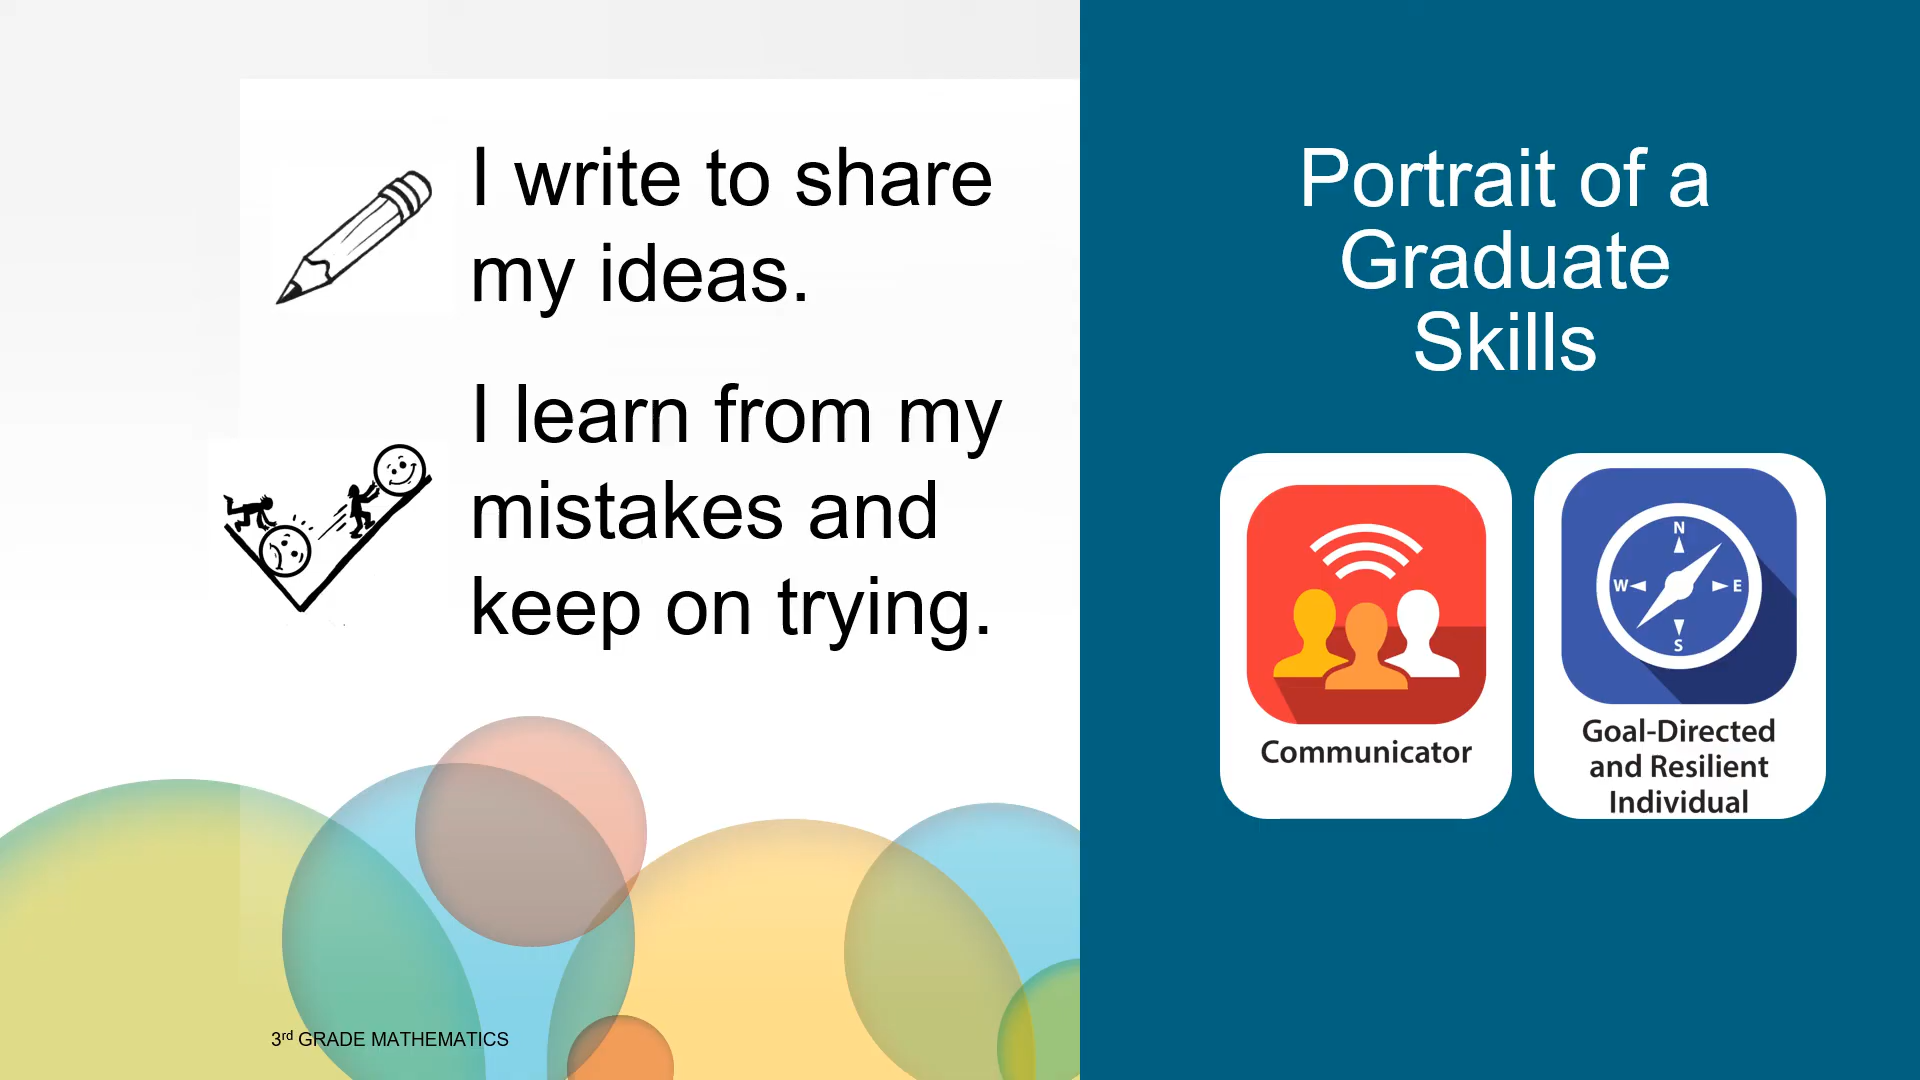 I write to share
my ideas.
I learn from my
mistakes and
keep on trying.
3rd GRADE MATHEMATICS
Portrait of a
Graduate
Skills
Communicator
N
W E
S
Goal-Directed
and Resilient
Individual